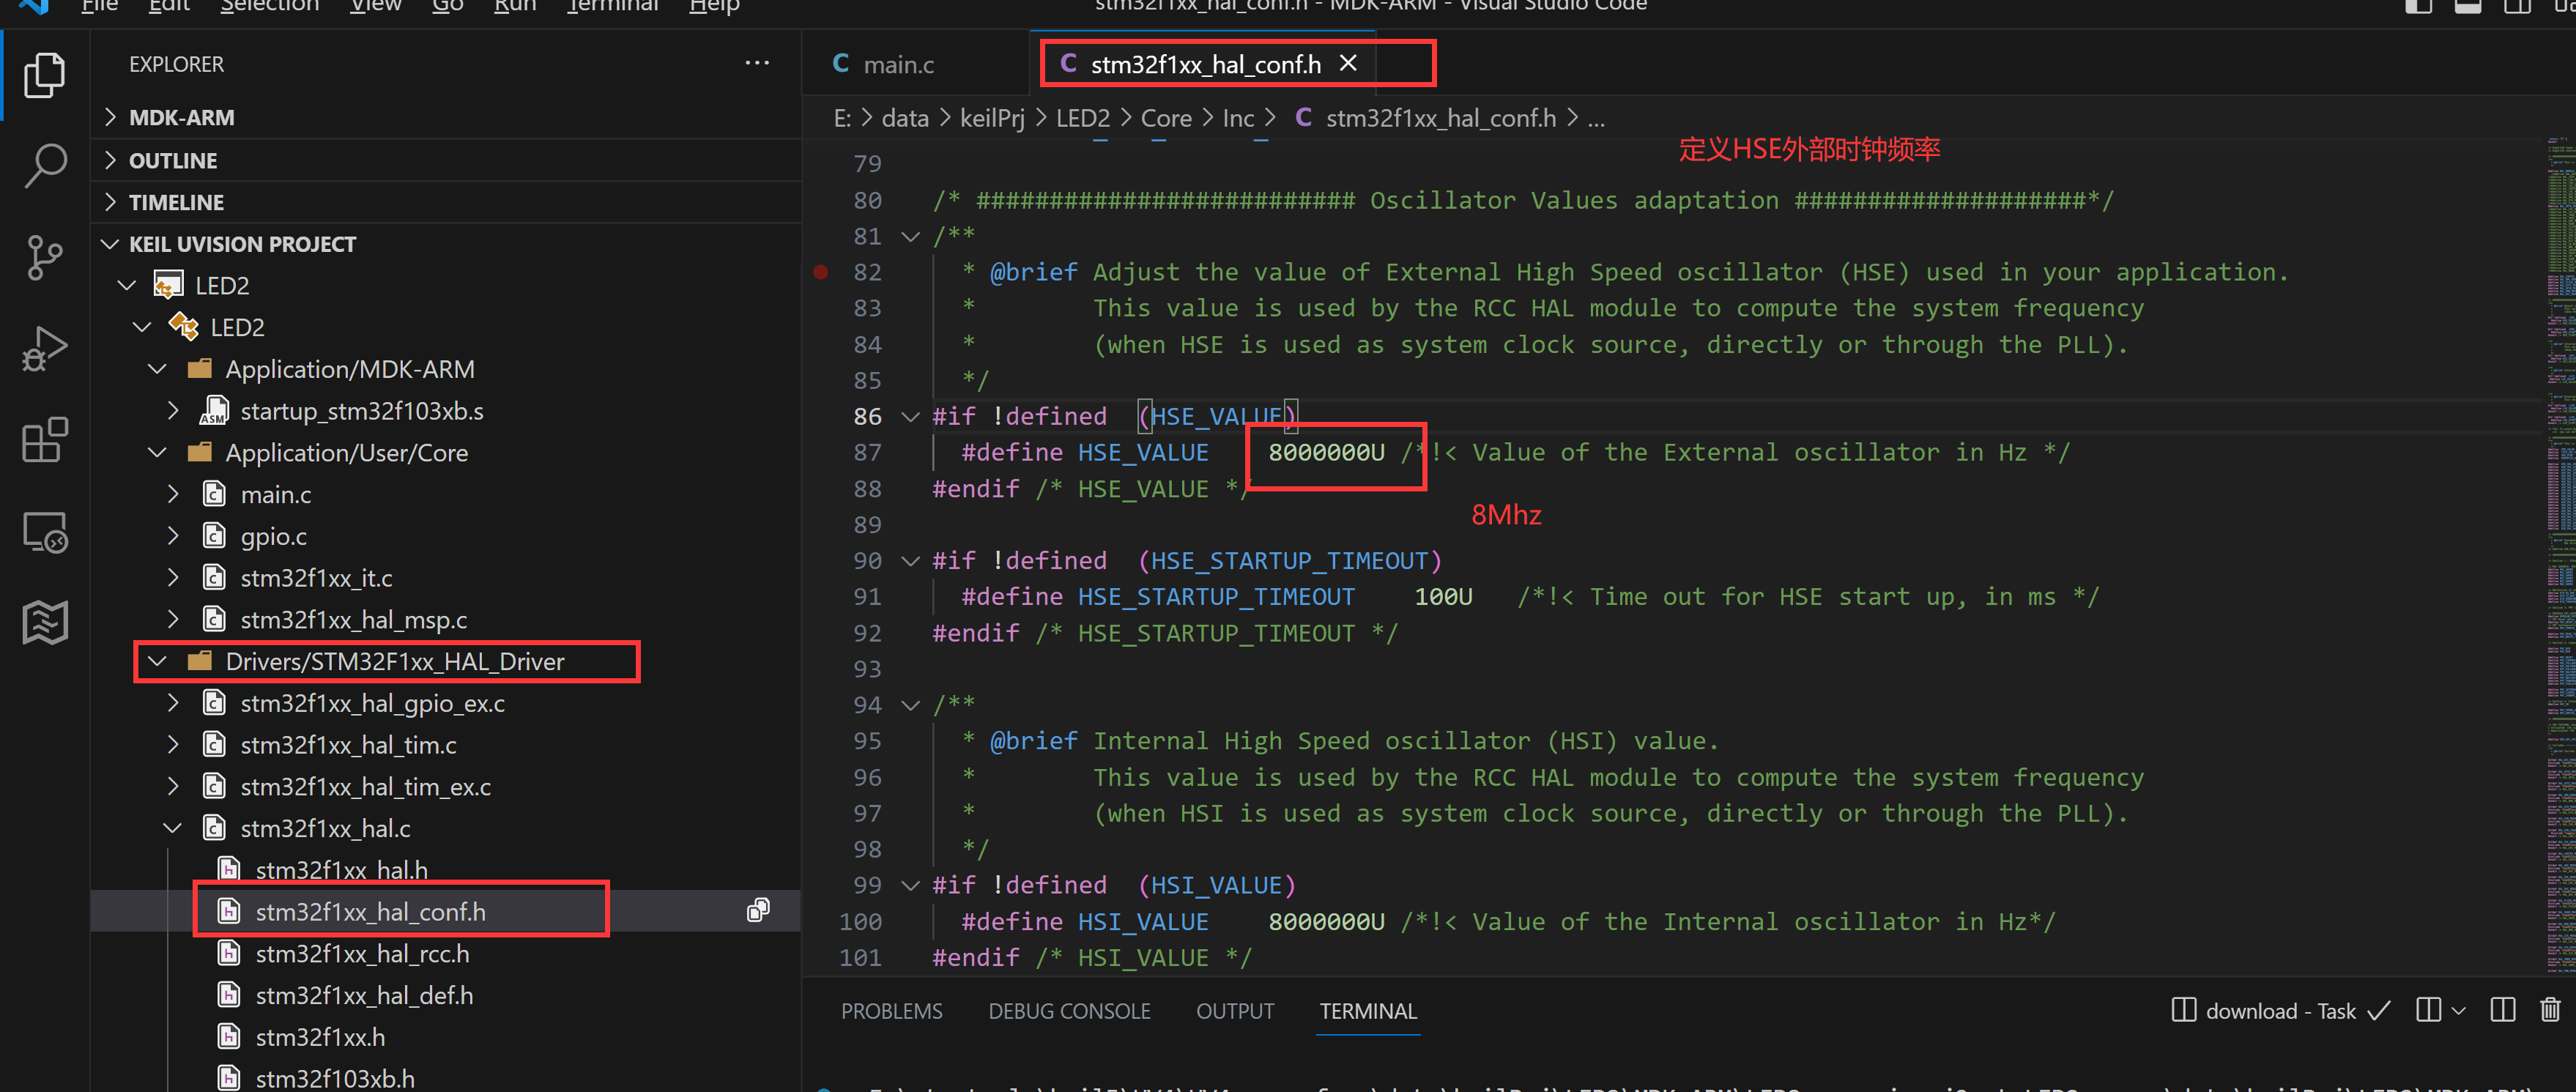 File Edit Selection View Go Run Terminal Help
stm32f1xx_hal_conf.h - MDK-ARM - Visual Studio Code
EXPLORER
MDK-ARM
OUTLINE
TIMELINE
KEIL UVISION PROJECT
LED2
LED2
Application/MDK-ARM
startup_stm32f103xb.s
Application/User/Core
main.c
gpio.c
stm32f1xx_it.c
stm32f1xx_hal_msp.c
Drivers/STM32F1xx_HAL_Driver
stm32f1xx_hal_gpio_ex.c
stm32f1xx_hal_tim.c
stm32f1xx_hal_tim_ex.c
stm32f1xx_hal.c
stm32f1xx_hal.h
stm32f1xx_hal_conf.h
stm32f1xx_hal_rcc.h
stm32f1xx_hal_def.h
stm32f1xx.h
stm32f103xb.h
C main.c
C stm32f1xx_hal_conf.h
E: > data > keilPrj > LED2 > Core > Inc > C stm32f1xx_hal_conf.h > ...
定义HSE外部时钟频率
79
80 /* ########################## Oscillator Values adaptation ####################*/
81 /**
82 * @brief Adjust the value of External High Speed oscillator (HSE) used in your application.
83 * This value is used by the RCC HAL module to compute the system frequency
84 * (when HSE is used as system clock source, directly or through the PLL).
85 */
86 #if !defined (HSE_VALUE)
87 #define HSE_VALUE 8000000U /*!< Value of the External oscillator in Hz */
88 #endif /* HSE_VALUE */
8Mhz
89
90 #if !defined (HSE_STARTUP_TIMEOUT)
91 #define HSE_STARTUP_TIMEOUT 100U /*!< Time out for HSE start up, in ms */
92 #endif /* HSE_STARTUP_TIMEOUT */
93
94 /**
95 * @brief Internal High Speed oscillator (HSI) value.
96 * This value is used by the RCC HAL module to compute the system frequency
97 * (when HSI is used as system clock source, directly or through the PLL).
98 */
99 #if !defined (HSI_VALUE)
100 #define HSI_VALUE 8000000U /*!< Value of the Internal oscillator in Hz*/
101 #endif /* HSI_VALUE */
PROBLEMS DEBUG CONSOLE OUTPUT TERMINAL
download - Task